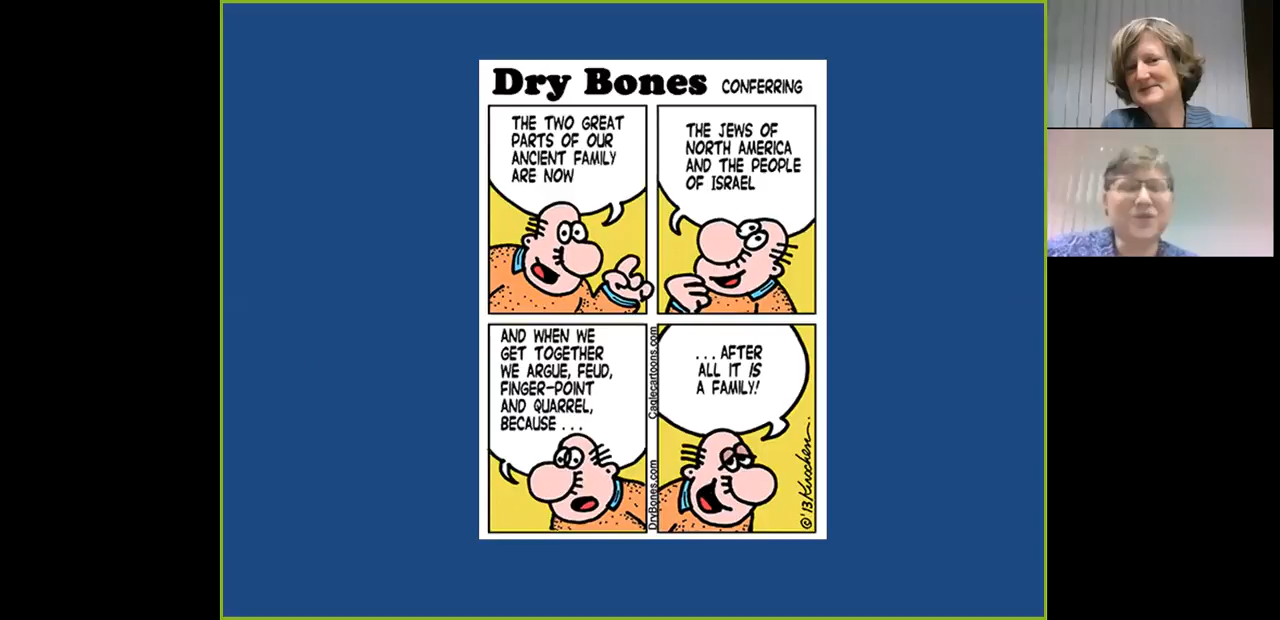 Dry Bones CONFERRING
THE TWO GREAT
PARTS OF OUR
ANCIENT FAMILY
ARE NOW
THE JEWS OF
NORTH AMERICA
AND THE PEOPLE
OF ISRAEL
AND WHEN WE
GET TOGETHER
WE ARGUE, FEUD,
FINGER-POINT
AND QUARREL,
BECAUSE ...
... AFTER
ALL IT IS
A FAMILY!
DryBones.com Caglecartoons.com
©'13 Kirschen